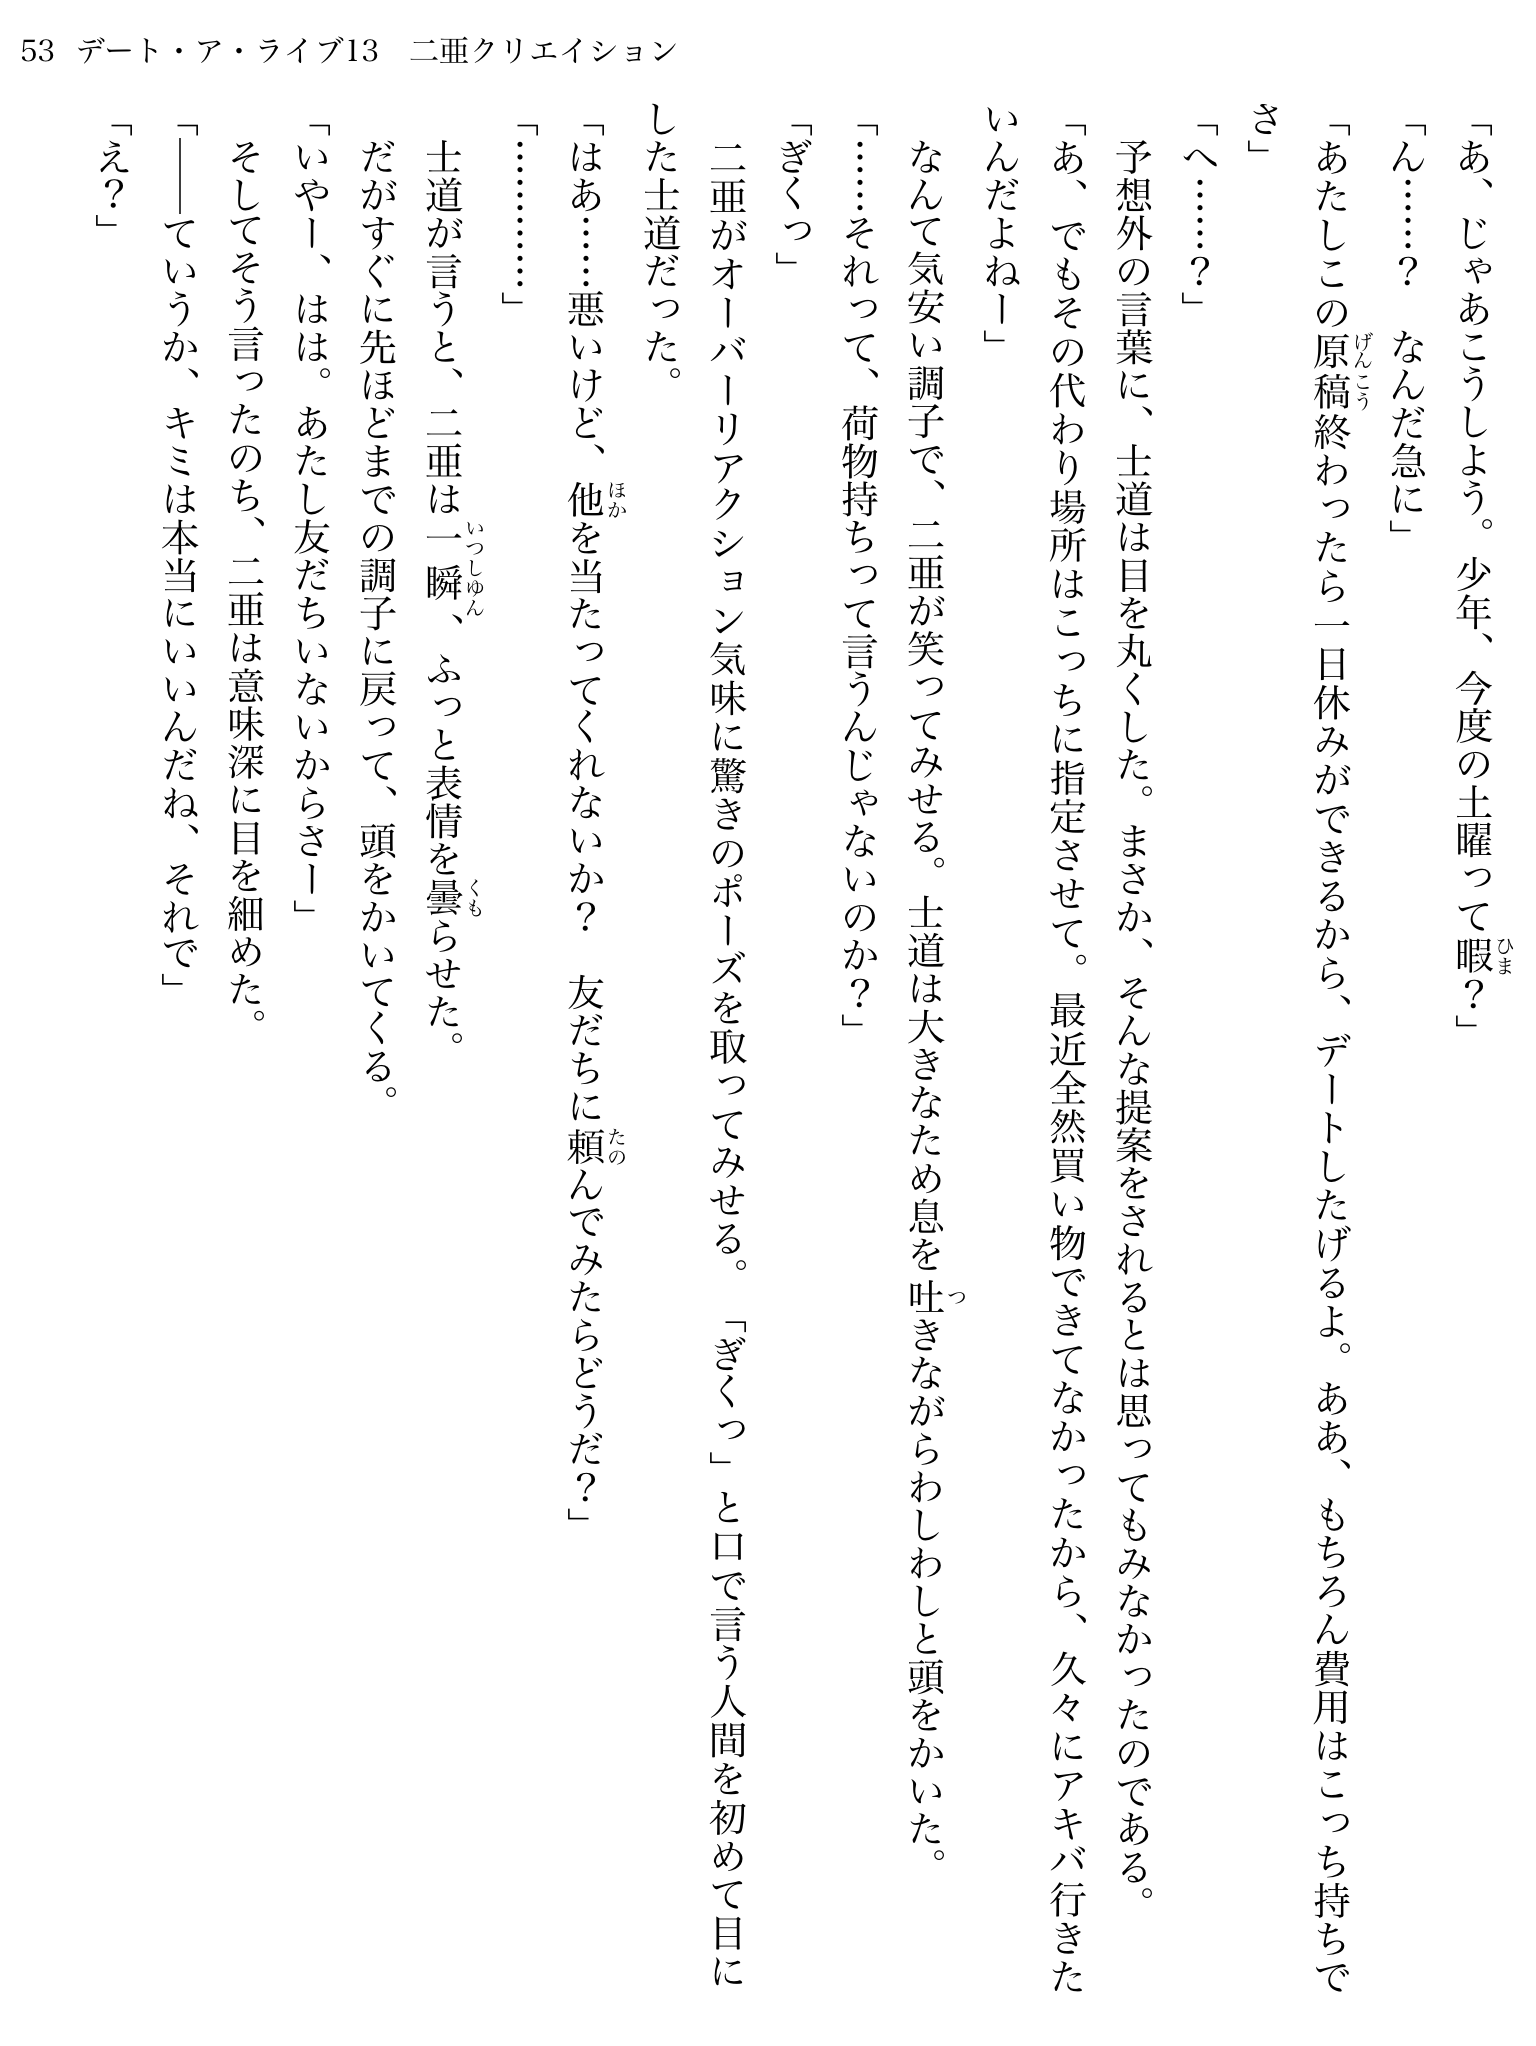 53 デート・ア・ライブ13　二亜クリエイション
「あ、じゃあこうしよう。少年、今度の土曜って暇？」
「ん……？　なんだ急に」
「あたしこの原稿終わったら一日休みができるから、デートしたげるよ。ああ、もちろん費用はこっち持ちで
さ」
「へ……？」
　予想外の言葉に、士道は目を丸くした。まさか、そんな提案をされるとは思ってもみなかったのである。
「あ、でもその代わり場所はこっちに指定させて。最近全然買い物できてなかったから、久々にアキバ行きた
いんだよねー」
　なんて気安い調子で、二亜が笑ってみせる。士道は大きなため息を吐きながらわしわしと頭をかいた。
「……それって、荷物持ちって言うんじゃないのか？」
「ぎくっ」
　二亜がオーバーリアクション気味に驚きのポーズを取ってみせる。「ぎくっ」と口で言う人間を初めて目に
した士道だった。
「はあ……悪いけど、他を当たってくれないか？　友だちに頼んでみたらどうだ？」
「…………」
　士道が言うと、二亜は一瞬、ふっと表情を曇らせた。
　だがすぐに先ほどまでの調子に戻って、頭をかいてくる。
「いやー、はは。あたし友だちいないからさー」
　そしてそう言ったのち、二亜は意味深に目を細めた。
「――ていうか、キミは本当にいいんだね、それで」
「え？」